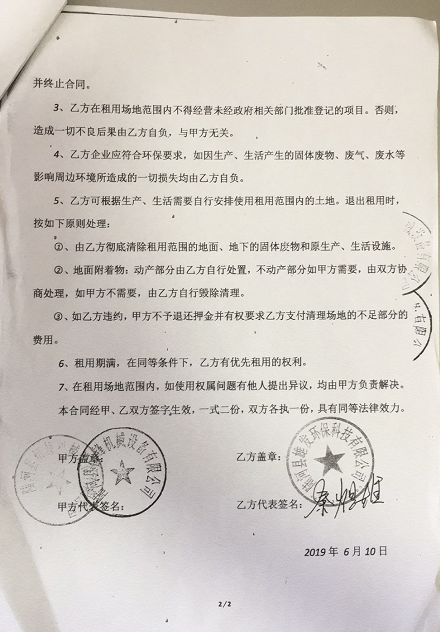 并终止合同。
3、乙方在租用场地范围内不得经营未经政府相关部门批准登记的项目。否则，
造成一切不良后果由乙方自负，与甲方无关。
4、乙方企业应符合环保要求，如因生产、生活产生的固体废物、废气、废水等
影响周边环境所造成的一切损失均由乙方自负。
5、乙方可根据生产、生活需要自行安排使用租用范围内的土地。退出租用时，
按如下原则处理：
①、由乙方彻底清除租用范围的地面、地下的固体废物和原生产、生活设施。
②、地面附着物：动产部分由乙方自行处置，不动产部分如甲方需要，由双方协
商处理，如甲方不需要，由乙方自行毁除清理。
③、如乙方违约，甲方不予退还押金并有权要求乙方支付清理场地的不足部分的
费用。
6、租用期满，在同等条件下，乙方有优先租用的权利。
7、在租用场地范围内，如使用权属问题有他人提出异议，均由甲方负责解决。
本合同经甲、乙双方签字生效，一式二份，双方各执一份，具有同等法律效力。
甲方盖章： 乙方盖章：
机械设备有限公司
环保科技有限公司
甲方代表签名： 乙方代表签名：
2019 年 6 月 10 日
2 / 2